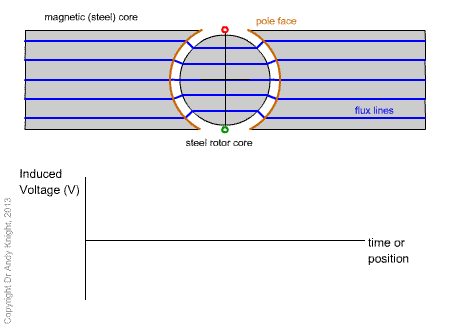 magnetic (steel) core
pole face
flux lines
steel rotor core
Induced
Voltage (V)
time or
position
Copyright Dr Andy Knight, 2013